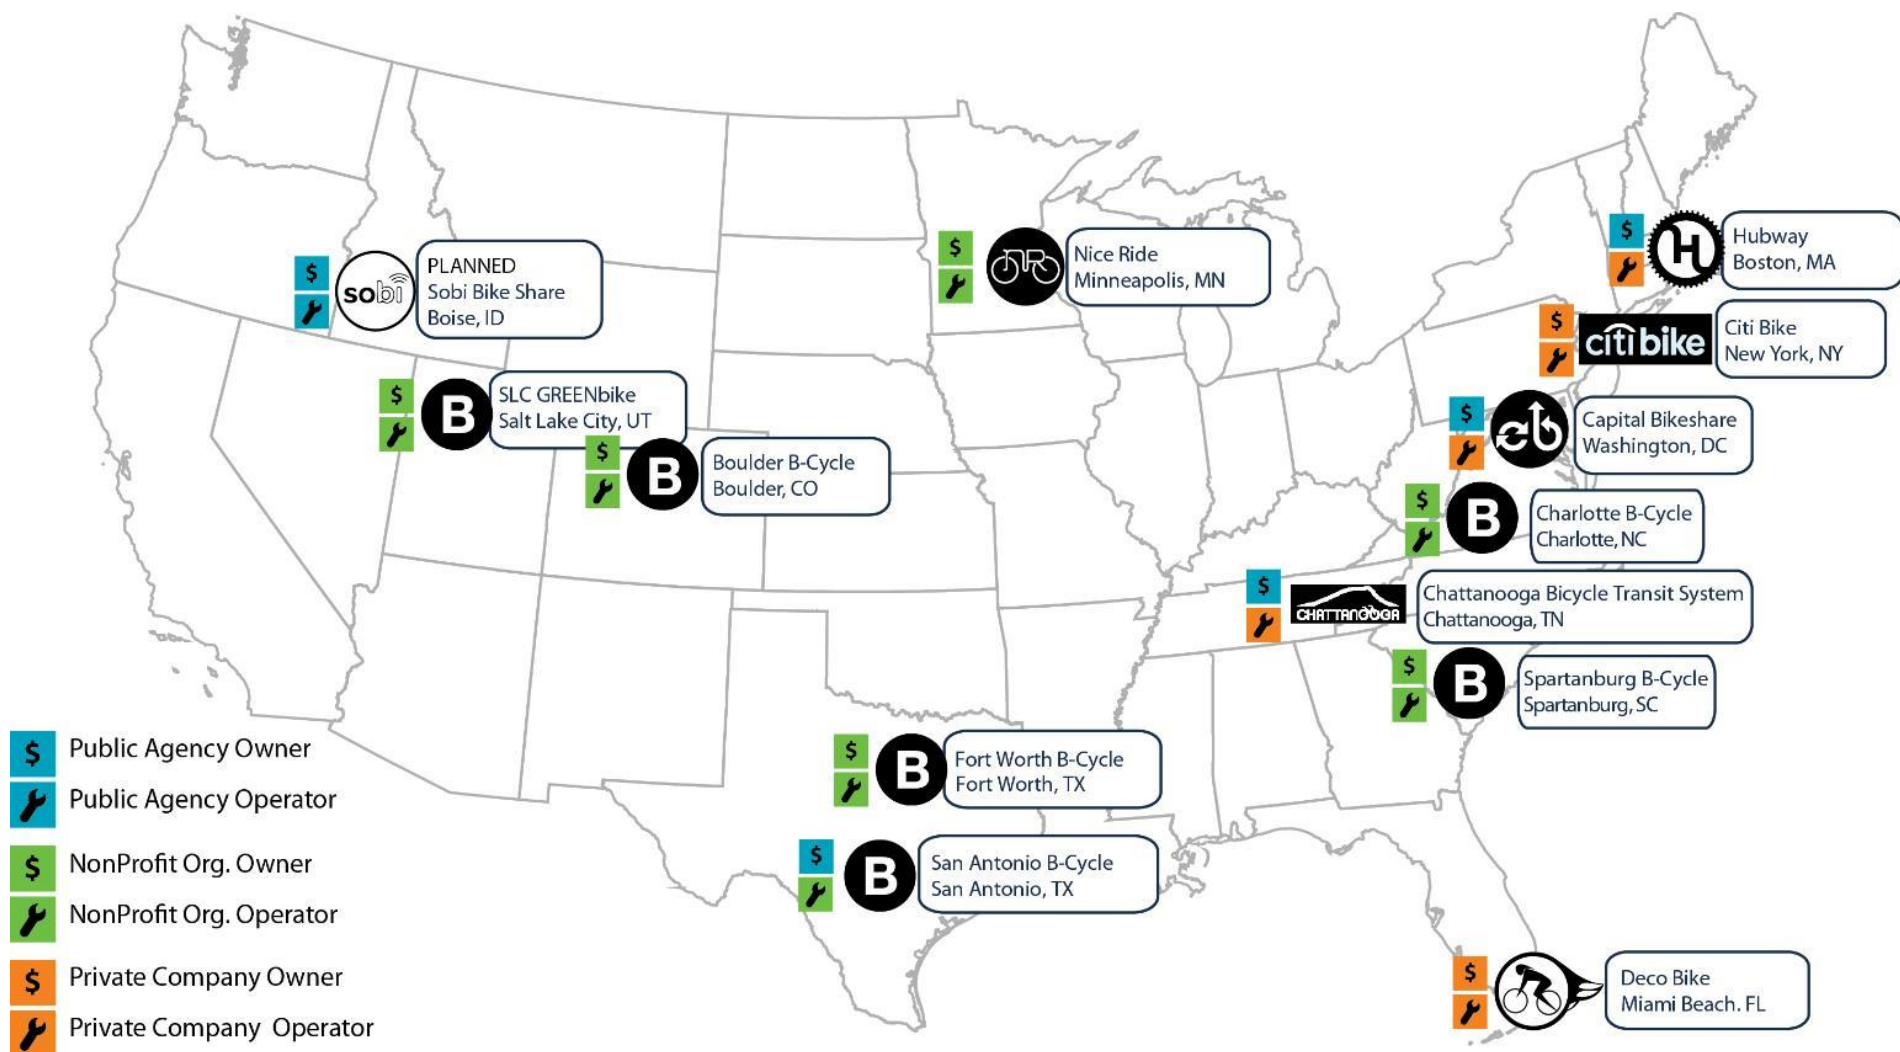 $
sobi
PLANNED
Sobi Bike Share
Boise, ID
$
Nice Ride
Minneapolis, MN
$
H
Hubway
Boston, MA
$
citi bike
Citi Bike
New York, NY
$
B
SLC GREENbike
Salt Lake City, UT
$
B
Boulder B-Cycle
Boulder, CO
$
cb
Capital Bikeshare
Washington, DC
$
B
Charlotte B-Cycle
Charlotte, NC
$
CHATTANOOGA
Chattanooga Bicycle Transit System
Chattanooga, TN
$
B
Spartanburg B-Cycle
Spartanburg, SC
$
B
Fort Worth B-Cycle
Fort Worth, TX
$
B
San Antonio B-Cycle
San Antonio, TX
$
Deco Bike
Miami Beach. FL
$ Public Agency Owner
Public Agency Operator
$ NonProfit Org. Owner
NonProfit Org. Operator
$ Private Company Owner
Private Company Operator